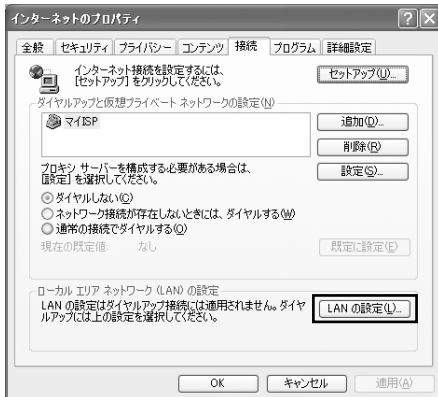 インターネットのプロパティ
全般 セキュリティ プライバシー コンテンツ 接続 プログラム 詳細設定
インターネット接続を設定するには、
[セットアップ] をクリックしてください。
セットアップ(U)...
ダイヤルアップと仮想プライベート ネットワークの設定(N)
マイISP
追加(D)...
削除(R)
プロキシ サーバーを構成する必要がある場合は、
[設定] を選択してください。
設定(S)...
ダイヤルしない(C)
ネットワーク接続が存在しないときには、ダイヤルする(W)
通常の接続でダイヤルする(O)
現在の既定値: なし
既定に設定(E)
ローカル エリア ネットワーク (LAN) の設定
LAN の設定はダイヤルアップ接続には適用されません。ダイヤ
ルアップには上の設定を選択してください。
LAN の設定(L)...
OK キャンセル 適用(A)